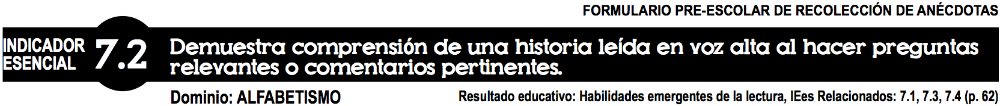 FORMULARIO PRE-ESCOLAR DE RECOLECCIÓN DE ANÉCDOTAS
INDICADOR
ESENCIAL
7.2
Demuestra comprensión de una historia leída en voz alta al hacer preguntas
relevantes o comentarios pertinentes.
Dominio: ALFABETISMO
Resultado educativo: Habilidades emergentes de la lectura, IEes Relacionados: 7.1, 7.3, 7.4 (p. 62)